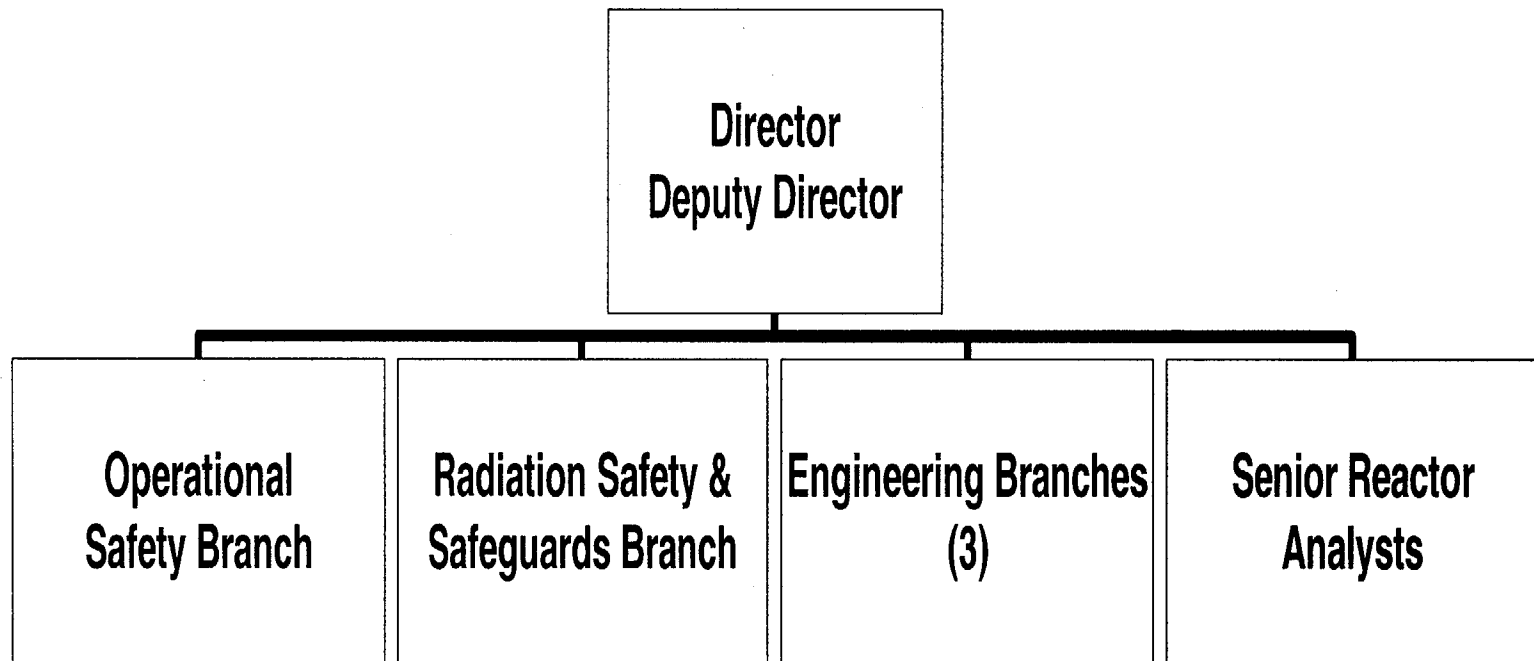 Director
Deputy Director
Operational
Safety Branch
Radiation Safety &
Safeguards Branch
Engineering Branches
(3)
Senior Reactor
Analysts